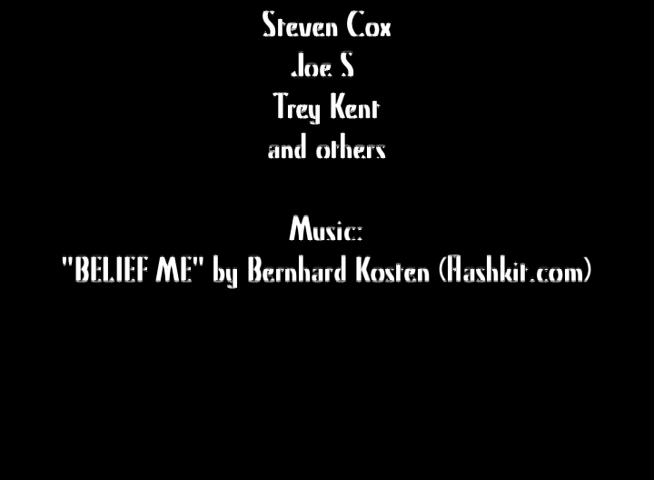 Steven Cox
Joe S
Trey Kent
and others
Music:
"BELIEF ME" by Bernhard Kosten (flashkit.com)